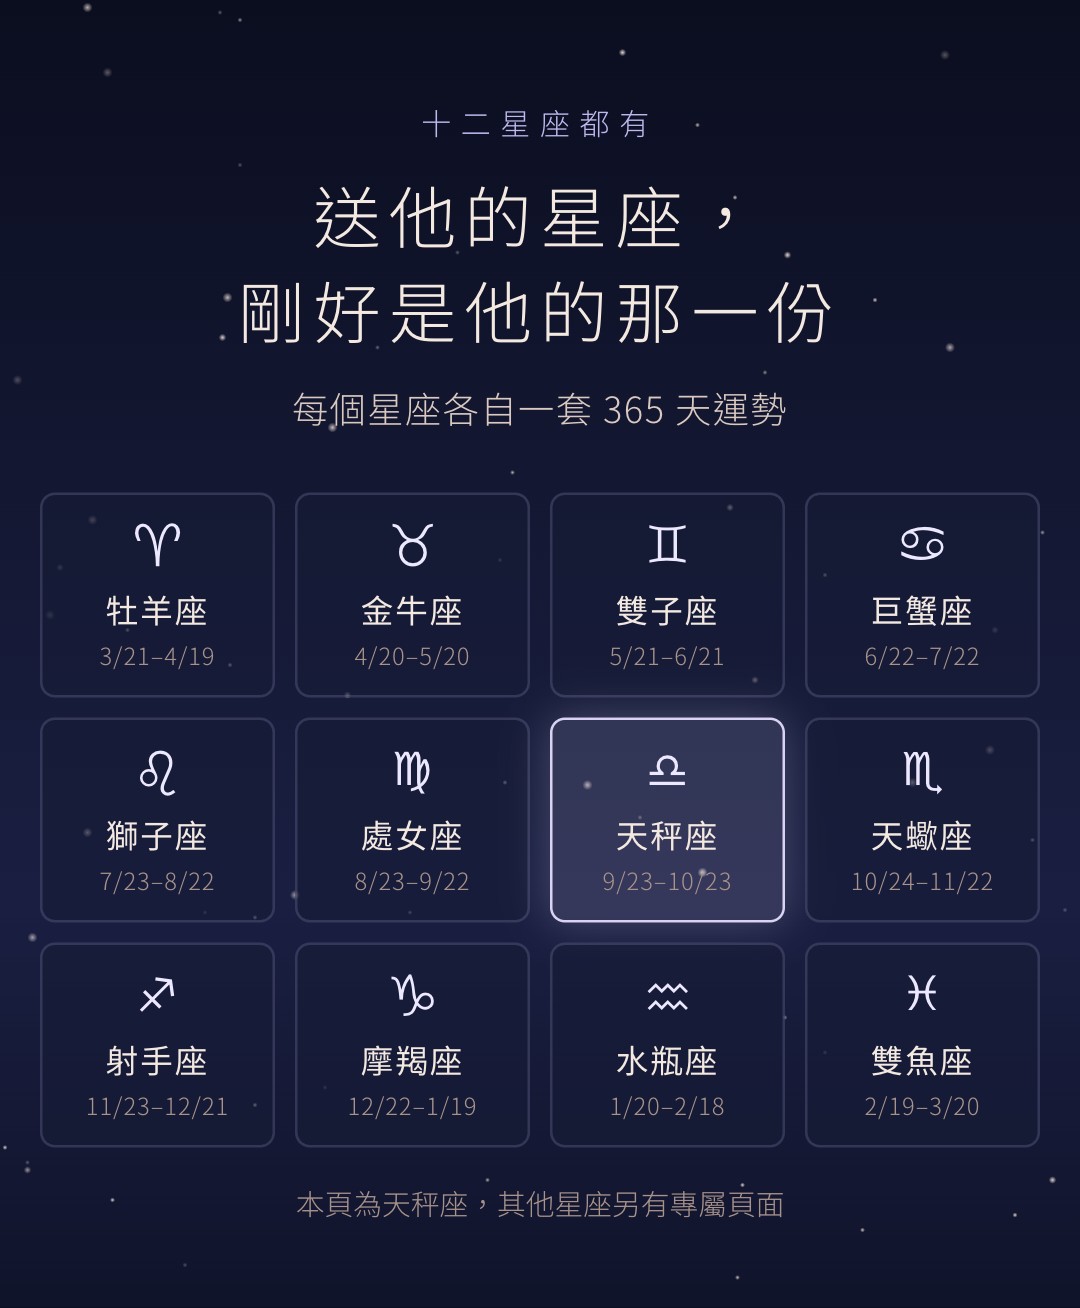 十二星座都有
送他的星座，
剛好是他的那一份
每個星座各自一套 365 天運勢
♈ ♉ ♊ ♋
牡羊座 金牛座 雙子座 巨蟹座
3/21–4/19 4/20–5/20 5/21–6/21 6/22–7/22
♌ ♍ ♎ ♏
獅子座 處女座 天秤座 天蠍座
7/23–8/22 8/23–9/22 9/23–10/23 10/24–11/22
♐ ♑ ♒ ♓
射手座 摩羯座 水瓶座 雙魚座
11/23–12/21 12/22–1/19 1/20–2/18 2/19–3/20
本頁為天秤座，其他星座另有專屬頁面